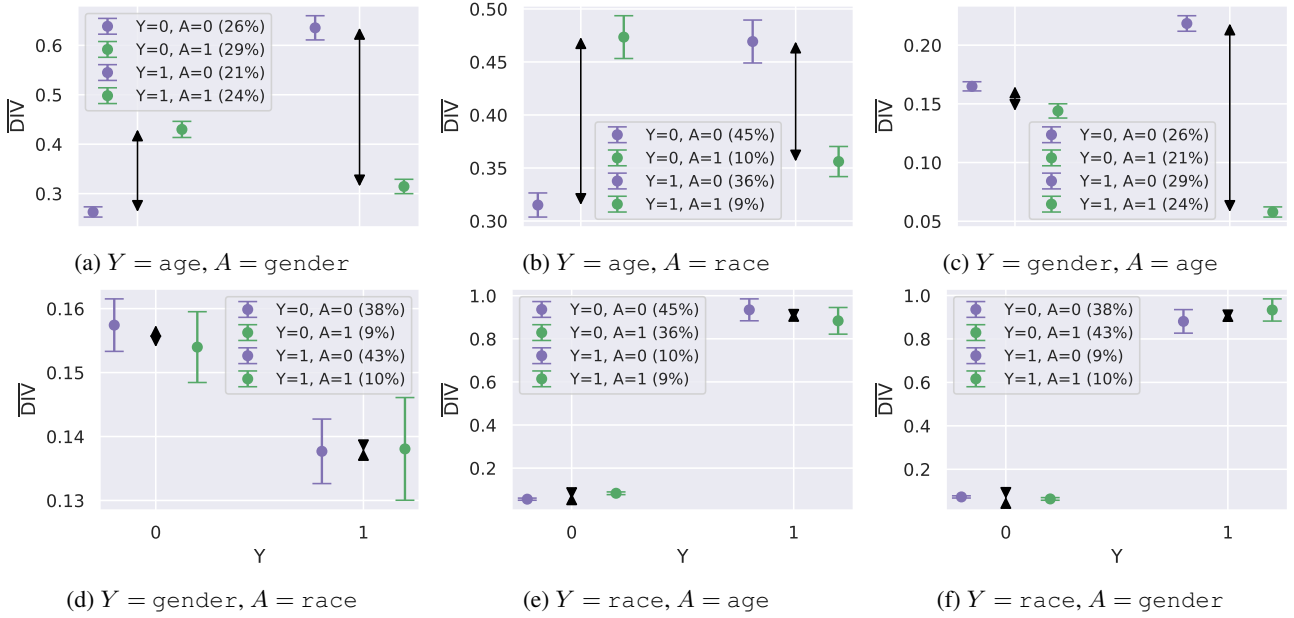 0.6
0.5
0.4
0.3
DIV
Y=0, A=0 (26%)
Y=0, A=1 (29%)
Y=1, A=0 (21%)
Y=1, A=1 (24%)
(a) Y = age, A = gender
0.50
0.45
0.40
0.35
0.30
DIV
Y=0, A=0 (45%)
Y=0, A=1 (10%)
Y=1, A=0 (36%)
Y=1, A=1 (9%)
(b) Y = age, A = race
0.20
0.15
0.10
0.05
DIV
Y=0, A=0 (26%)
Y=0, A=1 (21%)
Y=1, A=0 (29%)
Y=1, A=1 (24%)
(c) Y = gender, A = age
0.16
0.15
0.14
0.13
DIV
Y=0, A=0 (38%)
Y=0, A=1 (9%)
Y=1, A=0 (43%)
Y=1, A=1 (10%)
0 1
Y
(d) Y = gender, A = race
1.0
0.8
0.6
0.4
0.2
DIV
Y=0, A=0 (45%)
Y=0, A=1 (36%)
Y=1, A=0 (10%)
Y=1, A=1 (9%)
0 1
Y
(e) Y = race, A = age
1.0
0.8
0.6
0.4
0.2
DIV
Y=0, A=0 (38%)
Y=0, A=1 (43%)
Y=1, A=0 (9%)
Y=1, A=1 (10%)
0 1
Y
(f) Y = race, A = gender